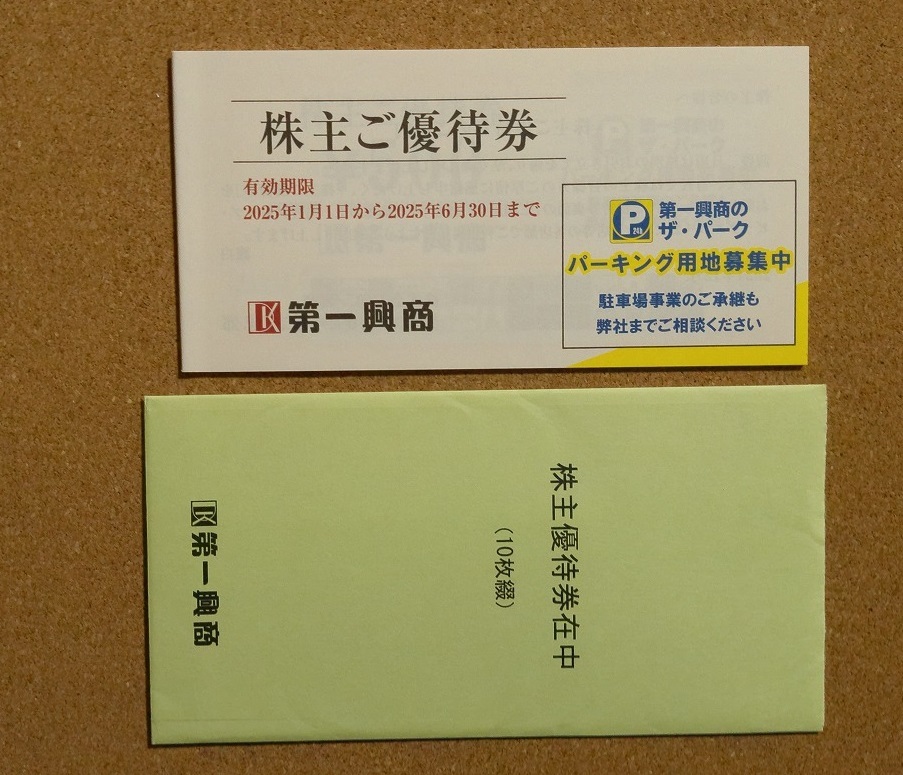 株主ご優待券
有効期限
2025年1月1日から2025年6月30日まで
第一興商
P
24h
第一興商の
ザ・パーク
パーキング用地募集中
駐車場事業のご承継も
弊社までご相談ください
株主優待券在中
(10枚綴)
第一興商